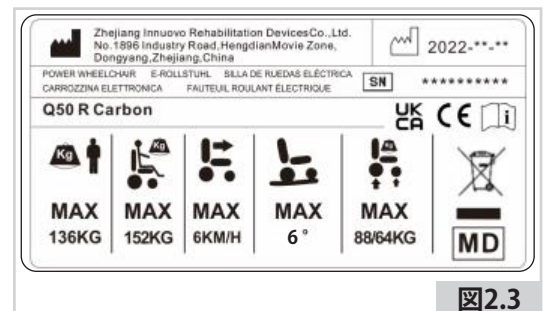 Zhejiang Innuovo Rehabilitation DevicesCo.,Ltd.
No.1896 Industry Road,HengdianMovie Zone,
Dongyang,Zhejiang,China
2022-**-**
POWER WHEELCHAIR E-ROLLSTUHL SILLA DE RUEDAS ELÉCTRICA
CARROZZINA ELETTRONICA FAUTEUIL ROULANT ÉLECTRIQUE
SN **********
Q50 R Carbon
UK
CA
CE
i
Kg
Kg
Kg
MAX MAX MAX MAX MAX
136KG 152KG 6KM/H 6° 88/64KG
MD
図2.3